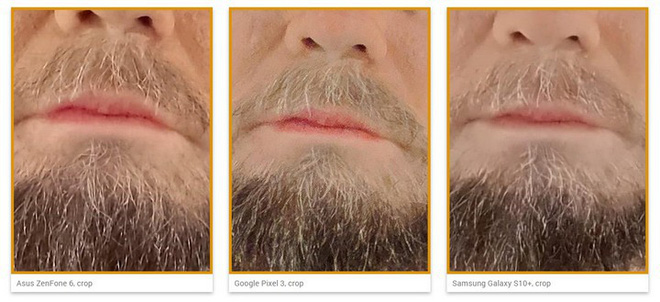 Asus ZenFone 6, crop
Google Pixel 3, crop
Samsung Galaxy S10+, crop